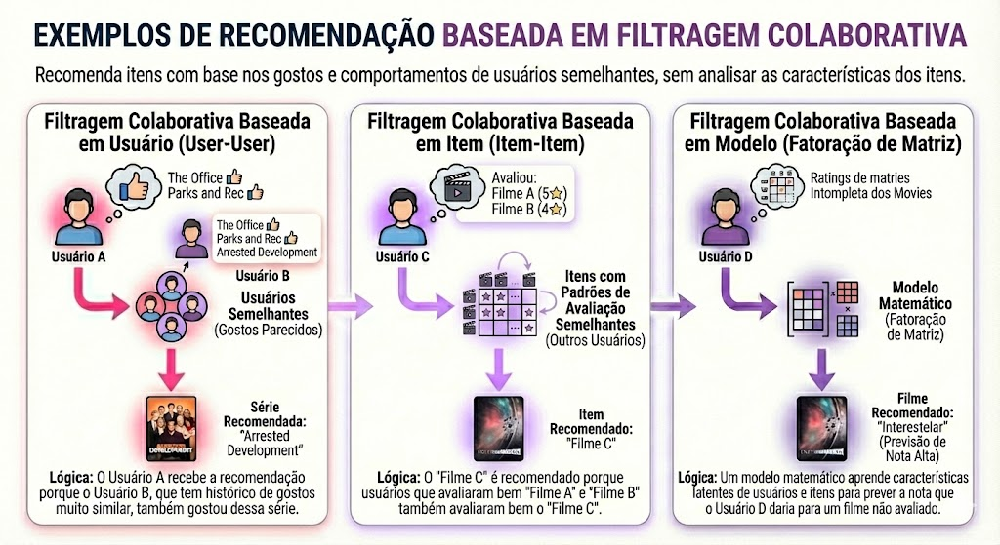 EXEMPLOS DE RECOMENDAÇÃO BASEADA EM FILTRAGEM COLABORATIVA
Recomenda itens com base nos gostos e comportamentos de usuários semelhantes, sem analisar as características dos itens.
Filtragem Colaborativa Baseada
em Usuário (User-User)
The Office 👍
Parks and Rec 👍
Usuário A
The Office 👍
Parks and Rec 👍
Arrested Development
Usuário B
Usuários
Semelhantes
(Gostos Parecidos)
Série
Recomendada:
"Arrested
Development"
Lógica: O Usuário A recebe a recomendação
porque o Usuário B, que tem histórico de gostos
muito similar, também gostou dessa série.
Filtragem Colaborativa Baseada
em Item (Item-Item)
Avaliou:
Filme A (5⭐)
Filme B (4⭐)
Usuário C
Itens com
Padrões de
Avaliação
Semelhantes
(Outros Usuários)
Item
Recomendado:
"Filme C"
Lógica: O "Filme C" é recomendado porque
usuários que avaliaram bem "Filme A" e "Filme B"
também avaliaram bem o "Filme C".
Filtragem Colaborativa Baseada
em Modelo (Fatoração de Matriz)
Ratings de matries
Intompleta dos Movies
Usuário D
Modelo
Matemático
(Fatoração
de Matriz)
Filme
Recomendado:
"Interestelar"
(Previsão de
Nota Alta)
Lógica: Um modelo matemático aprende características
latentes de usuários e itens para prever a nota que
o Usuário D daria para um filme não avaliado.